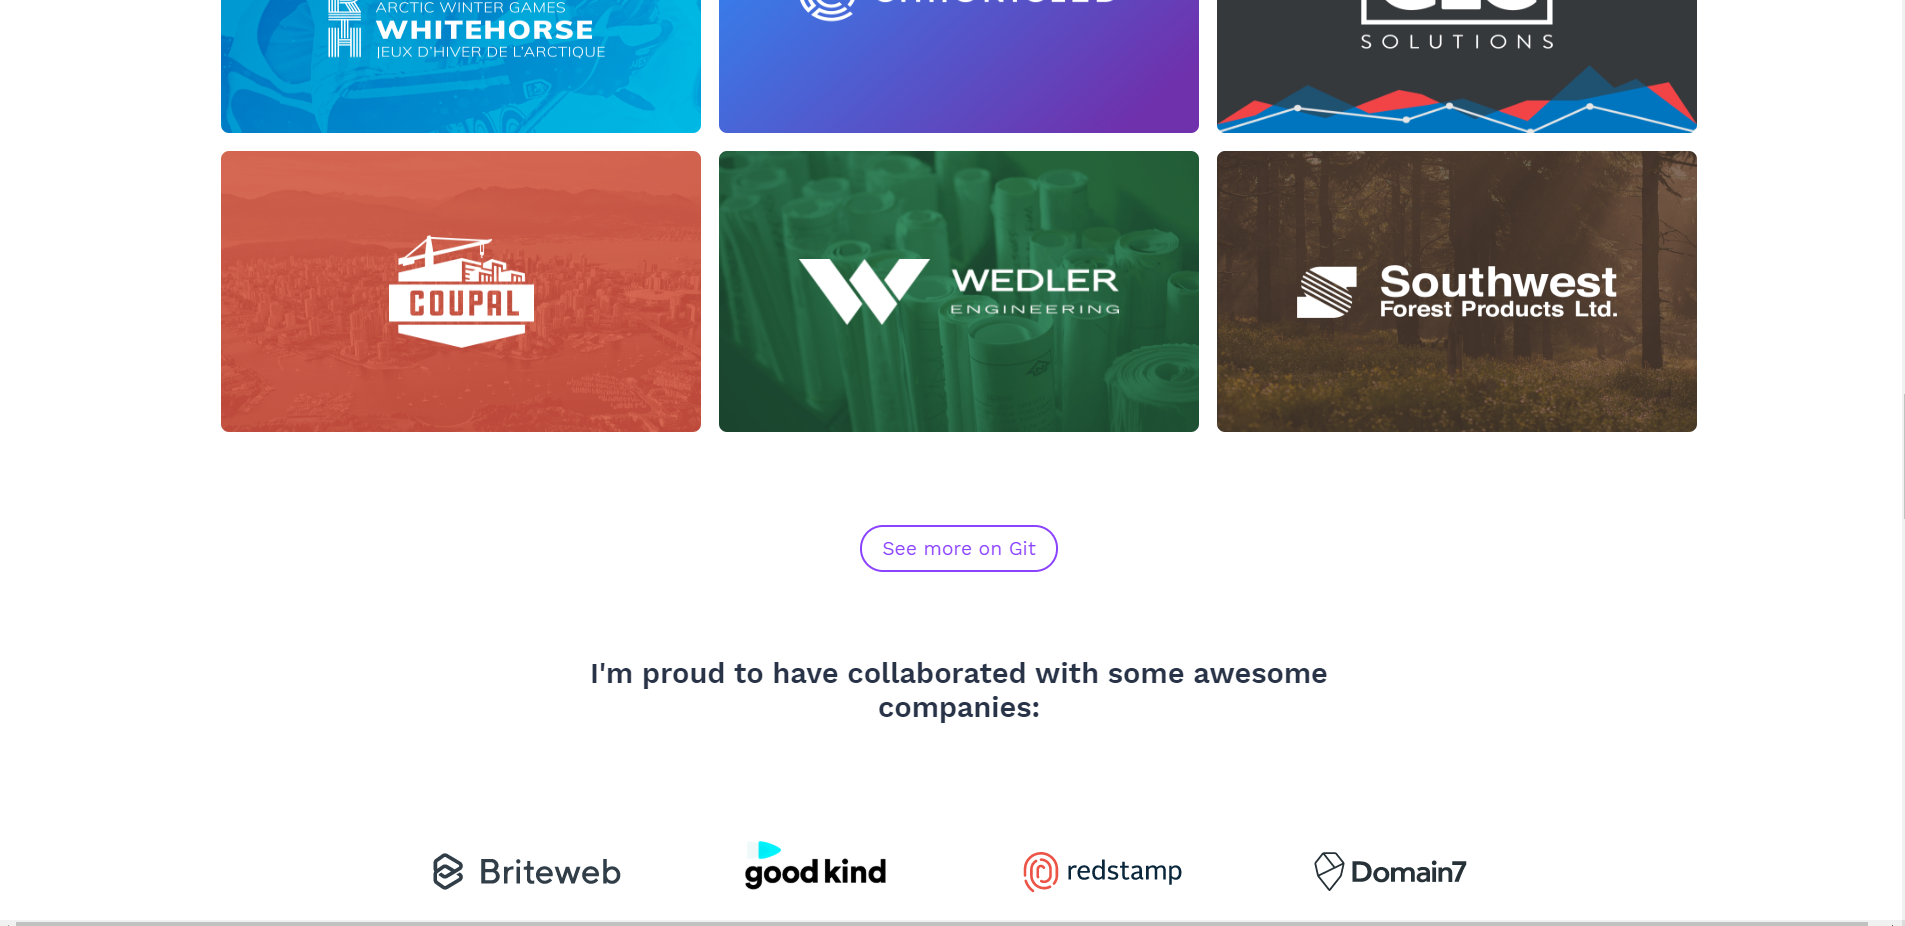 ARCTIC WINTER GAMES
WHITEHORSE
JEUX D'HIVER DE L'ARCTIQUE
SOLUTIONS
COUPAL
WEDLER
ENGINEERING
Southwest
Forest Products Ltd.
See more on Git
I'm proud to have collaborated with some awesome
companies:
Briteweb
good kind
redstamp
Domain7